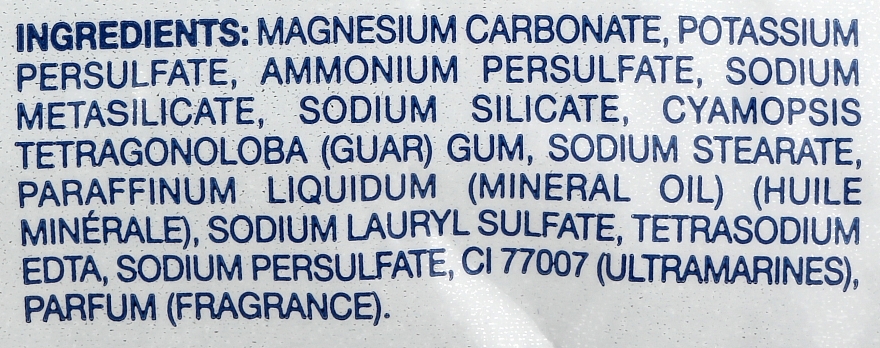 INGREDIENTS: MAGNESIUM CARBONATE, POTASSIUM
PERSULFATE, AMMONIUM PERSULFATE, SODIUM
METASILICATE, SODIUM SILICATE, CYAMOPSIS
TETRAGONOLOBA (GUAR) GUM, SODIUM STEARATE,
PARAFFINUM LIQUIDUM (MINERAL OIL) (HUILE
MINÉRALE), SODIUM LAURYL SULFATE, TETRASODIUM
EDTA, SODIUM PERSULFATE, CI 77007 (ULTRAMARINES),
PARFUM (FRAGRANCE).